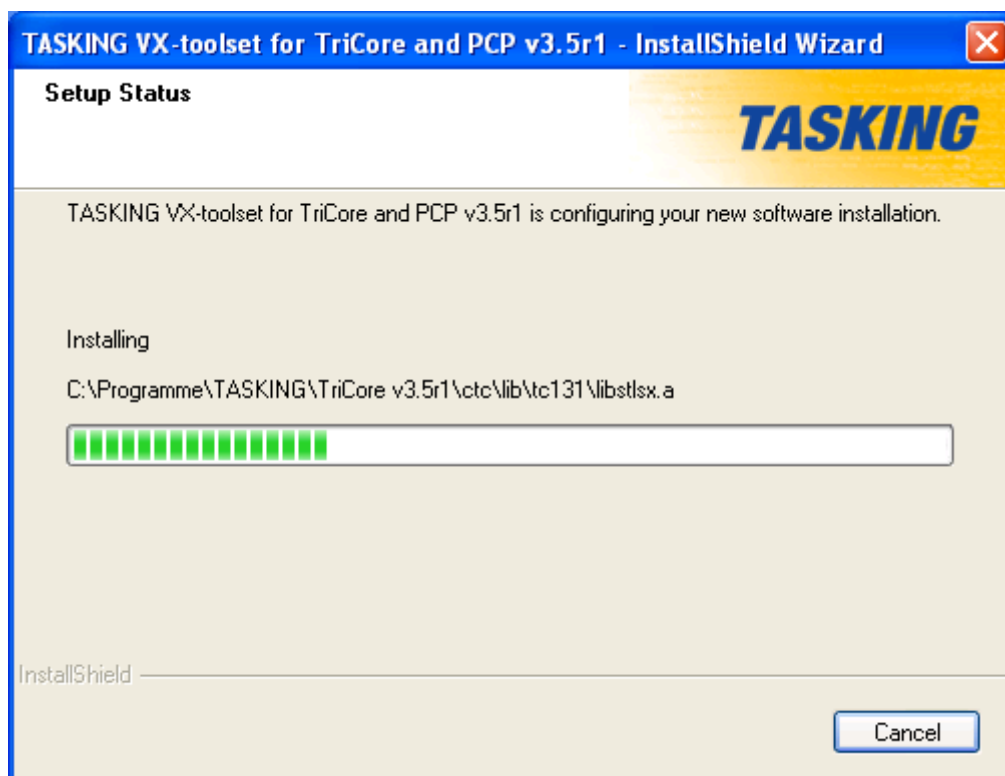 TASKING VX-toolset for TriCore and PCP v3.5r1 - InstallShield Wizard
Setup Status
TASKING
TASKING VX-toolset for TriCore and PCP v3.5r1 is configuring your new software installation.
Installing
C:\Programme\TASKING\TriCore v3.5r1\ctc\lib\tc131\libstlsx.a
InstallShield
Cancel